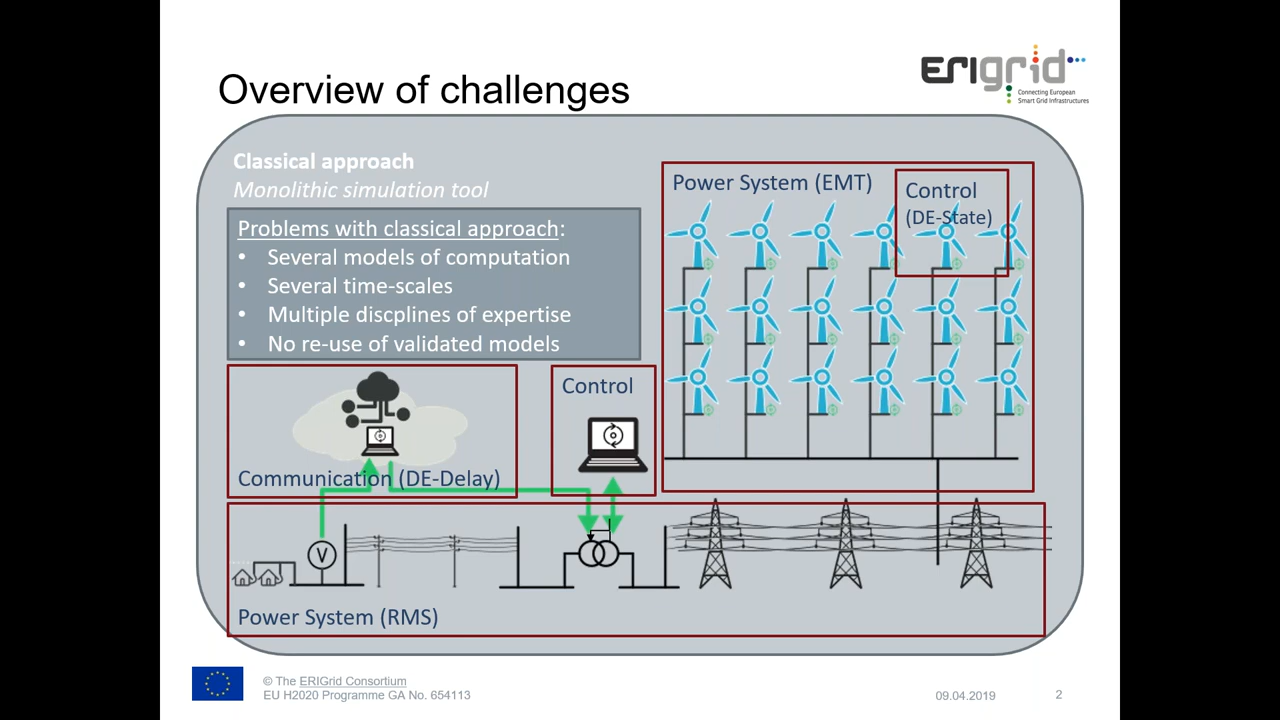 Overview of challenges
ERIgrid
Connecting European
Smart Grid Infrastructures
Classical approach
Monolithic simulation tool
Problems with classical approach:
• Several models of computation
• Several time-scales
• Multiple discplines of expertise
• No re-use of validated models
Power System (EMT)
Control
(DE-State)
Control
Communication (DE-Delay)
V
Power System (RMS)
© The ERIGrid Consortium
EU H2020 Programme GA No. 654113
09.04.2019
2